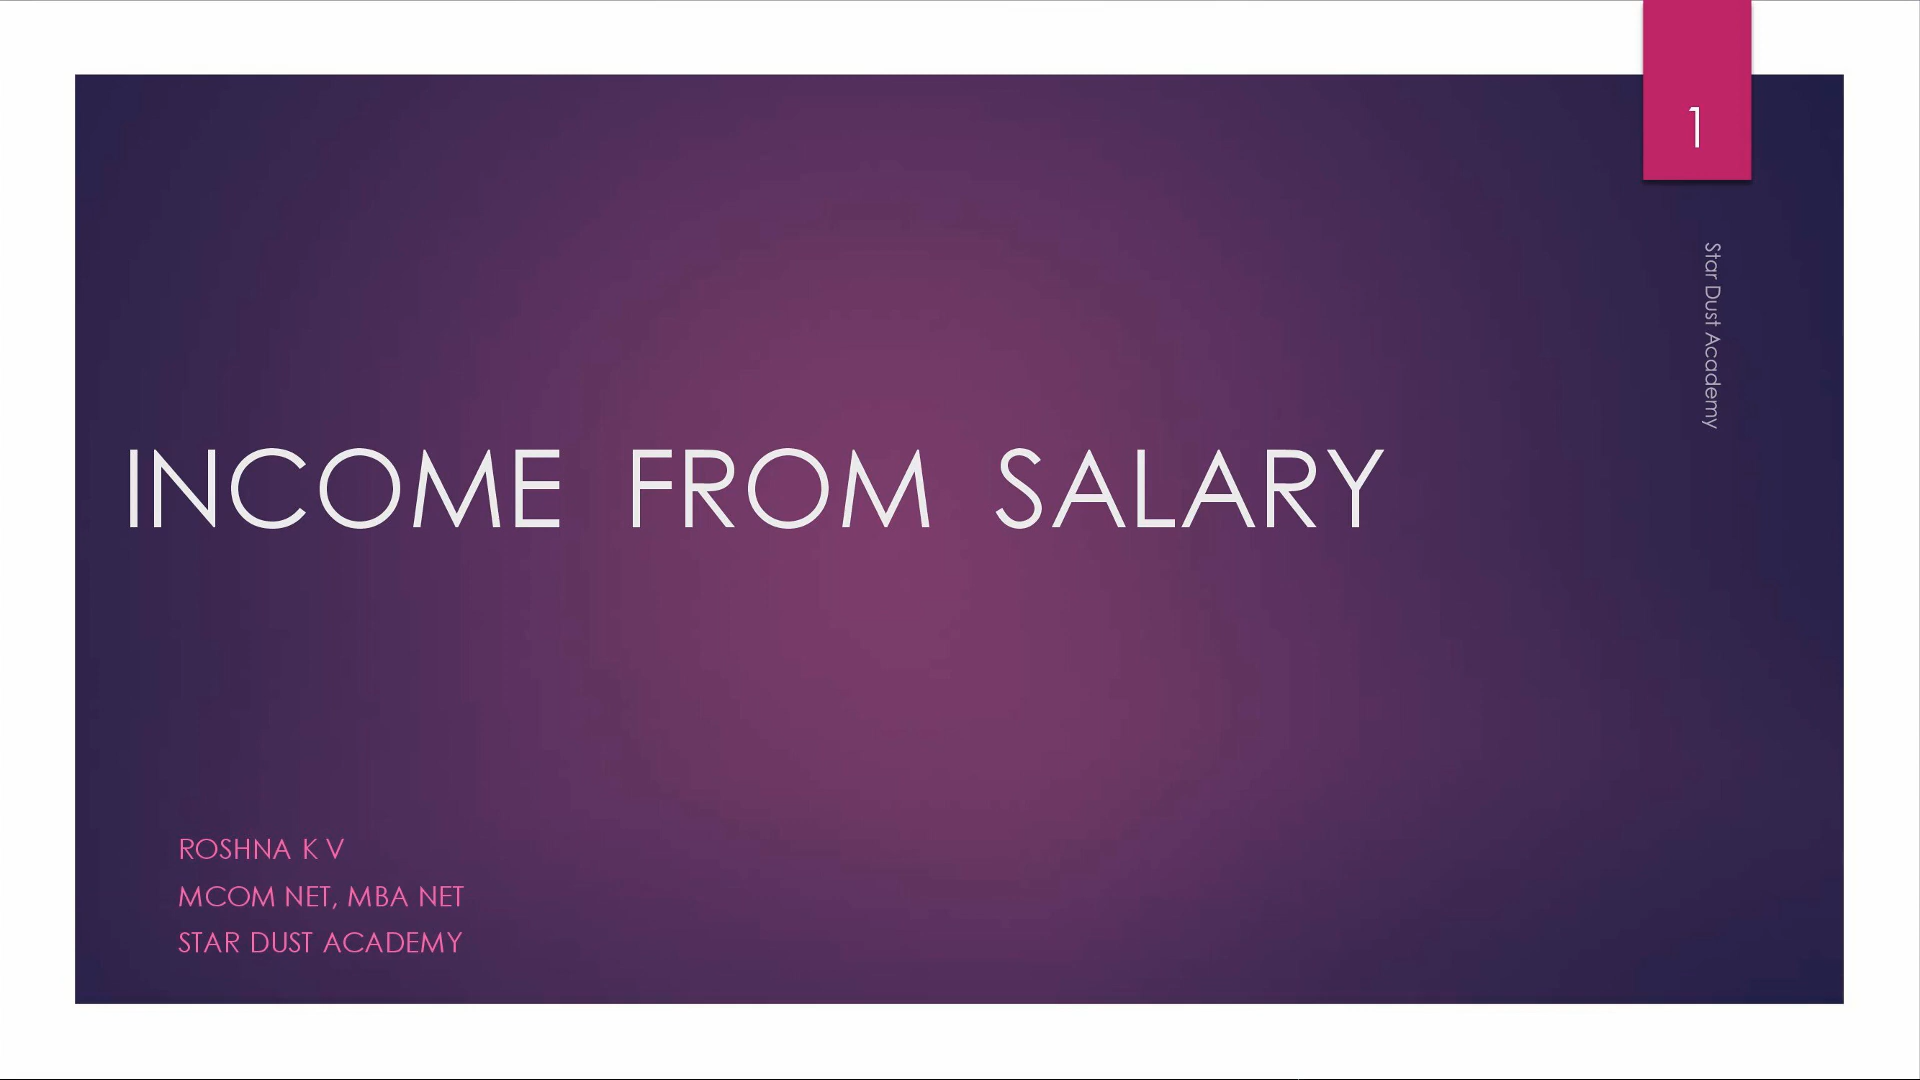 1
Star Dust Academy
INCOME FROM SALARY
ROSHNA K V
MCOM NET, MBA NET
STAR DUST ACADEMY